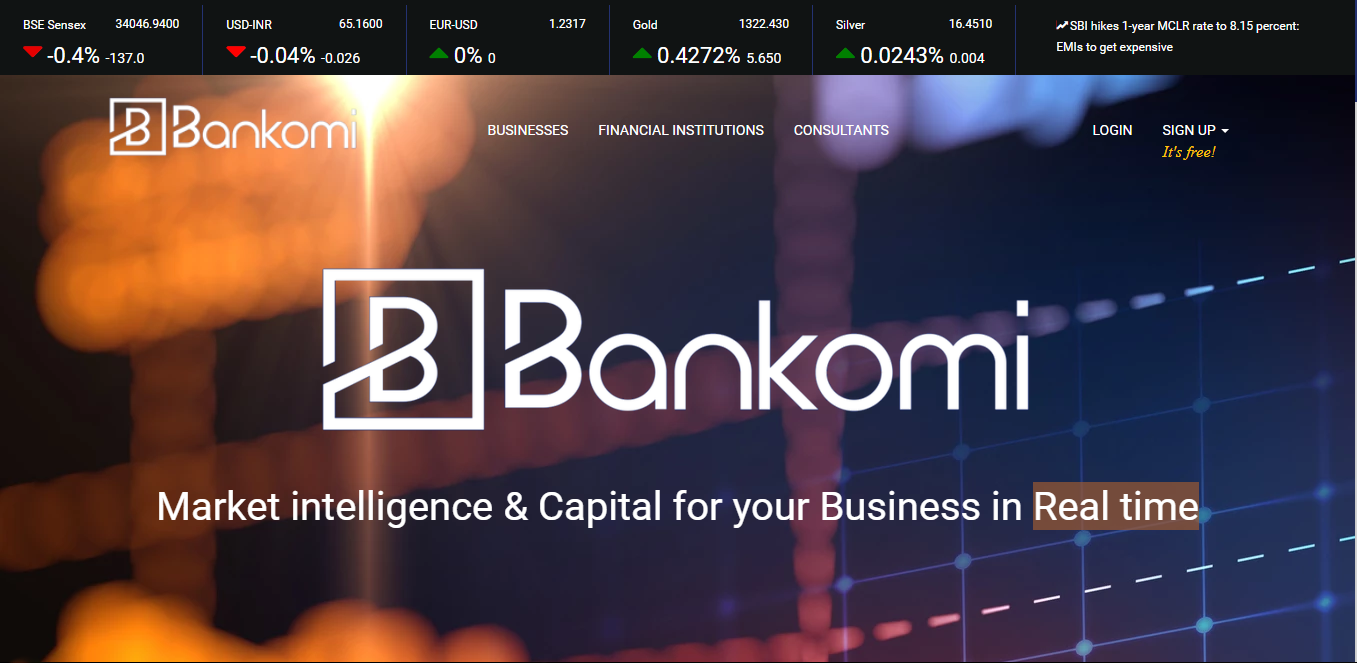 BSE Sensex 34046.9400
-0.4% -137.0
USD-INR 65.1600
-0.04% -0.026
EUR-USD 1.2317
0% 0
Gold 1322.430
0.4272% 5.650
Silver 16.4510
0.0243% 0.004
SBI hikes 1-year MCLR rate to 8.15 percent:
EMIs to get expensive
B Bankomi
BUSINESSES FINANCIAL INSTITUTIONS CONSULTANTS LOGIN SIGN UP
It's free!
B Bankomi
Market intelligence & Capital for your Business in Real time